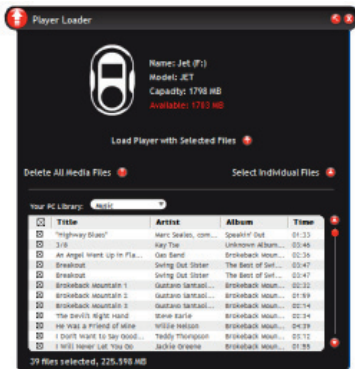 Player Loader
Name: Jet (F:)
Model: JET
Capacity: 1798 MB
Available: 1783 MB
Load Player with Selected Files
Delete All Media Files Select Individual Files
Your PC Library: Music
Title Artist Album Time
"Highway Blues" Marc Seales, com... Speakin' Out 01:33
3/8 Kay Tse Unknown Album... 03:46
An Angel Went Up in Fla... Gas Band Brokeback Moun... 02:36
Breakout Swing Out Sister The Best of Swi... 03:47
Breakout Swing Out Sister The Best of Swi... 03:47
Brokeback Mountain 1 Gustavo Santaol... Brokeback Moun... 02:32
Brokeback Mountain 2 Gustavo Santaol... Brokeback Moun... 01:59
Brokeback Mountain 3 Gustavo Santaol... Brokeback Moun... 02:14
The Devil's Right Hand Steve Earle Brokeback Moun... 02:34
He Was a Friend of Mine Willie Nelson Brokeback Moun... 04:39
I Don't Want to Say Good... Teddy Thompson Brokeback Moun... 03:12
I Will Never Let You Go Jackie Greene Brokeback Moun... 01:55
39 files selected, 225.598 MB